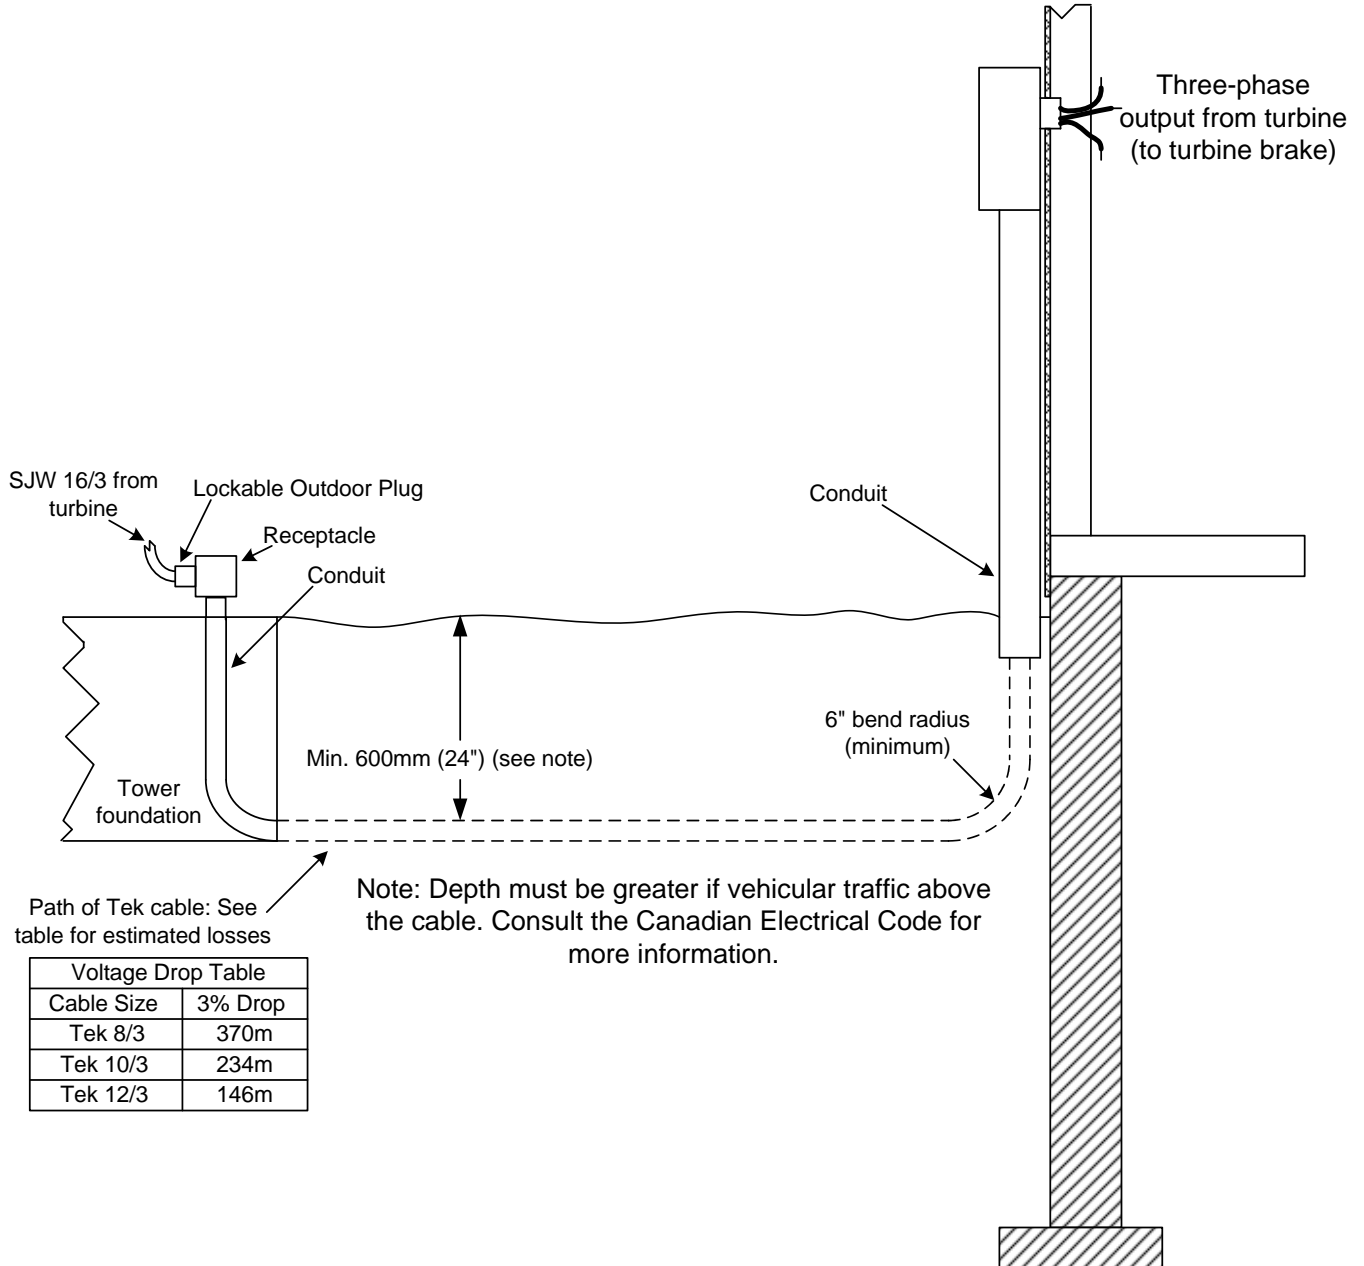 Three-phase
output from turbine
(to turbine brake)
SJW 16/3 from
turbine
Lockable Outdoor Plug
Receptacle
Conduit
Conduit
6" bend radius
(minimum)
Min. 600mm (24") (see note)
Tower
foundation
Path of Tek cable: See
table for estimated losses
Note: Depth must be greater if vehicular traffic above
the cable. Consult the Canadian Electrical Code for
more information.
Voltage Drop Table
Cable Size 3% Drop
Tek 8/3 370m
Tek 10/3 234m
Tek 12/3 146m